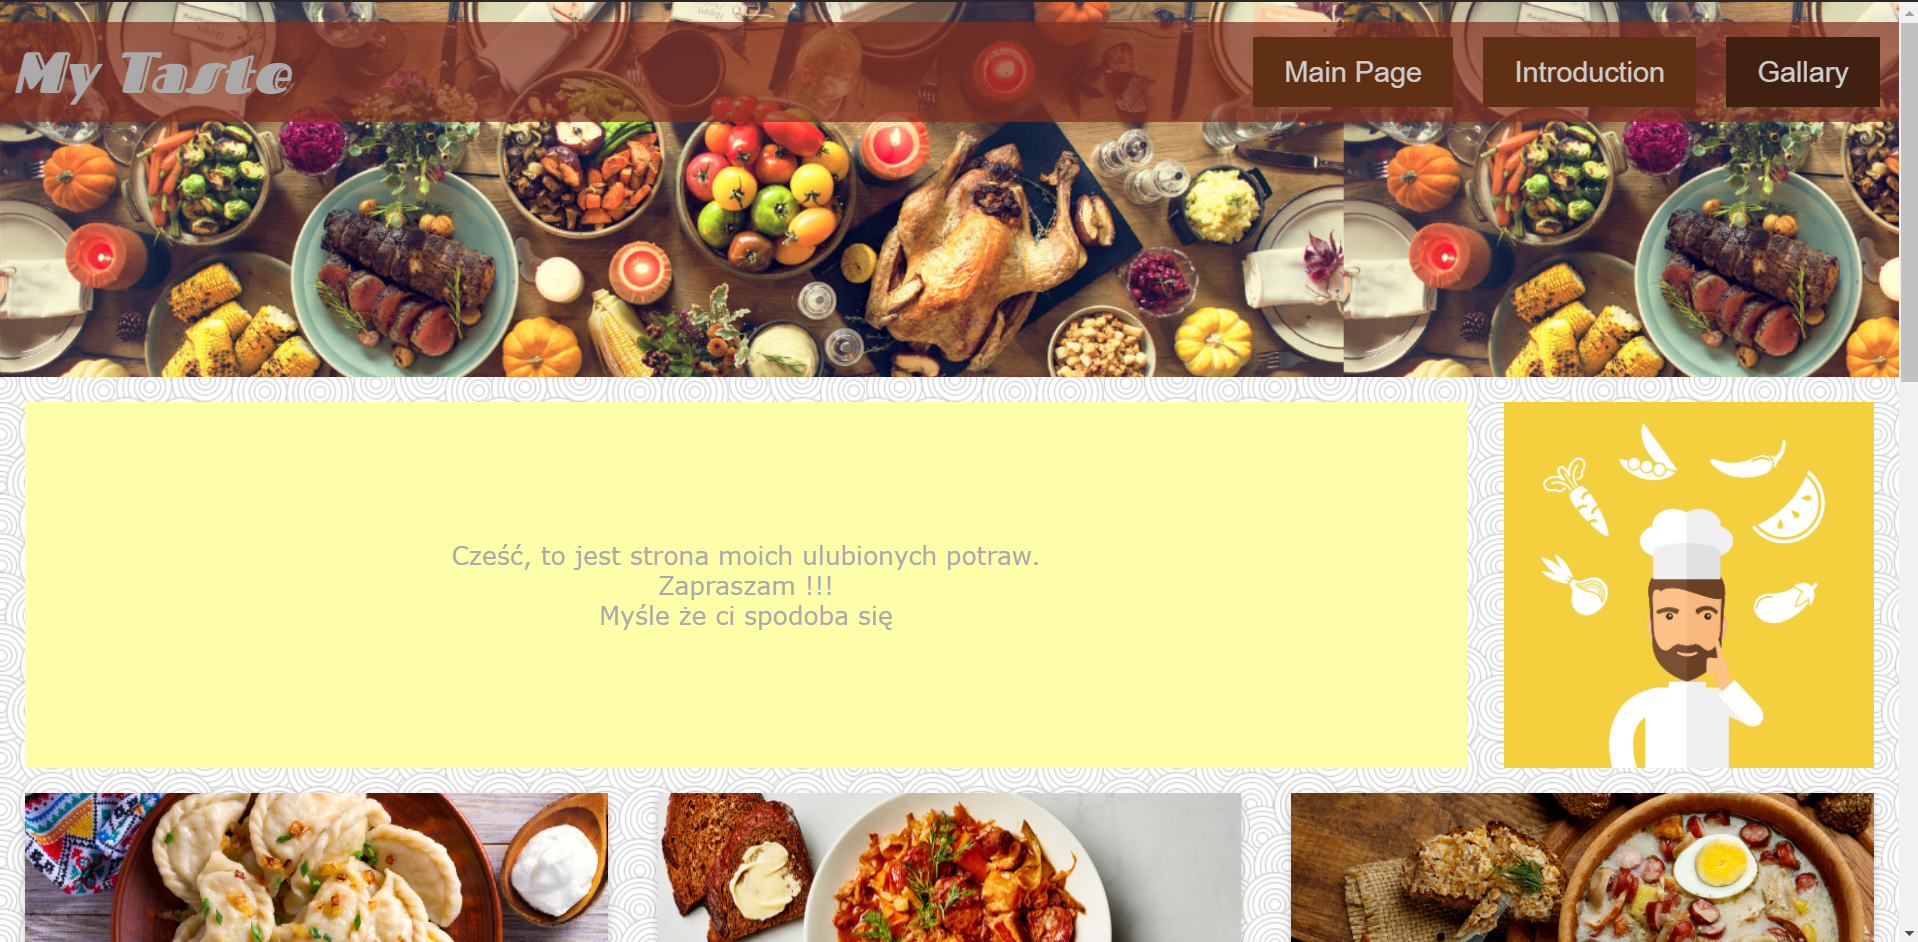 My Taste
Main Page
Introduction
Gallary
Cześć, to jest strona moich ulubionych potraw.
Zapraszam !!!
Myśle że ci spodoba się